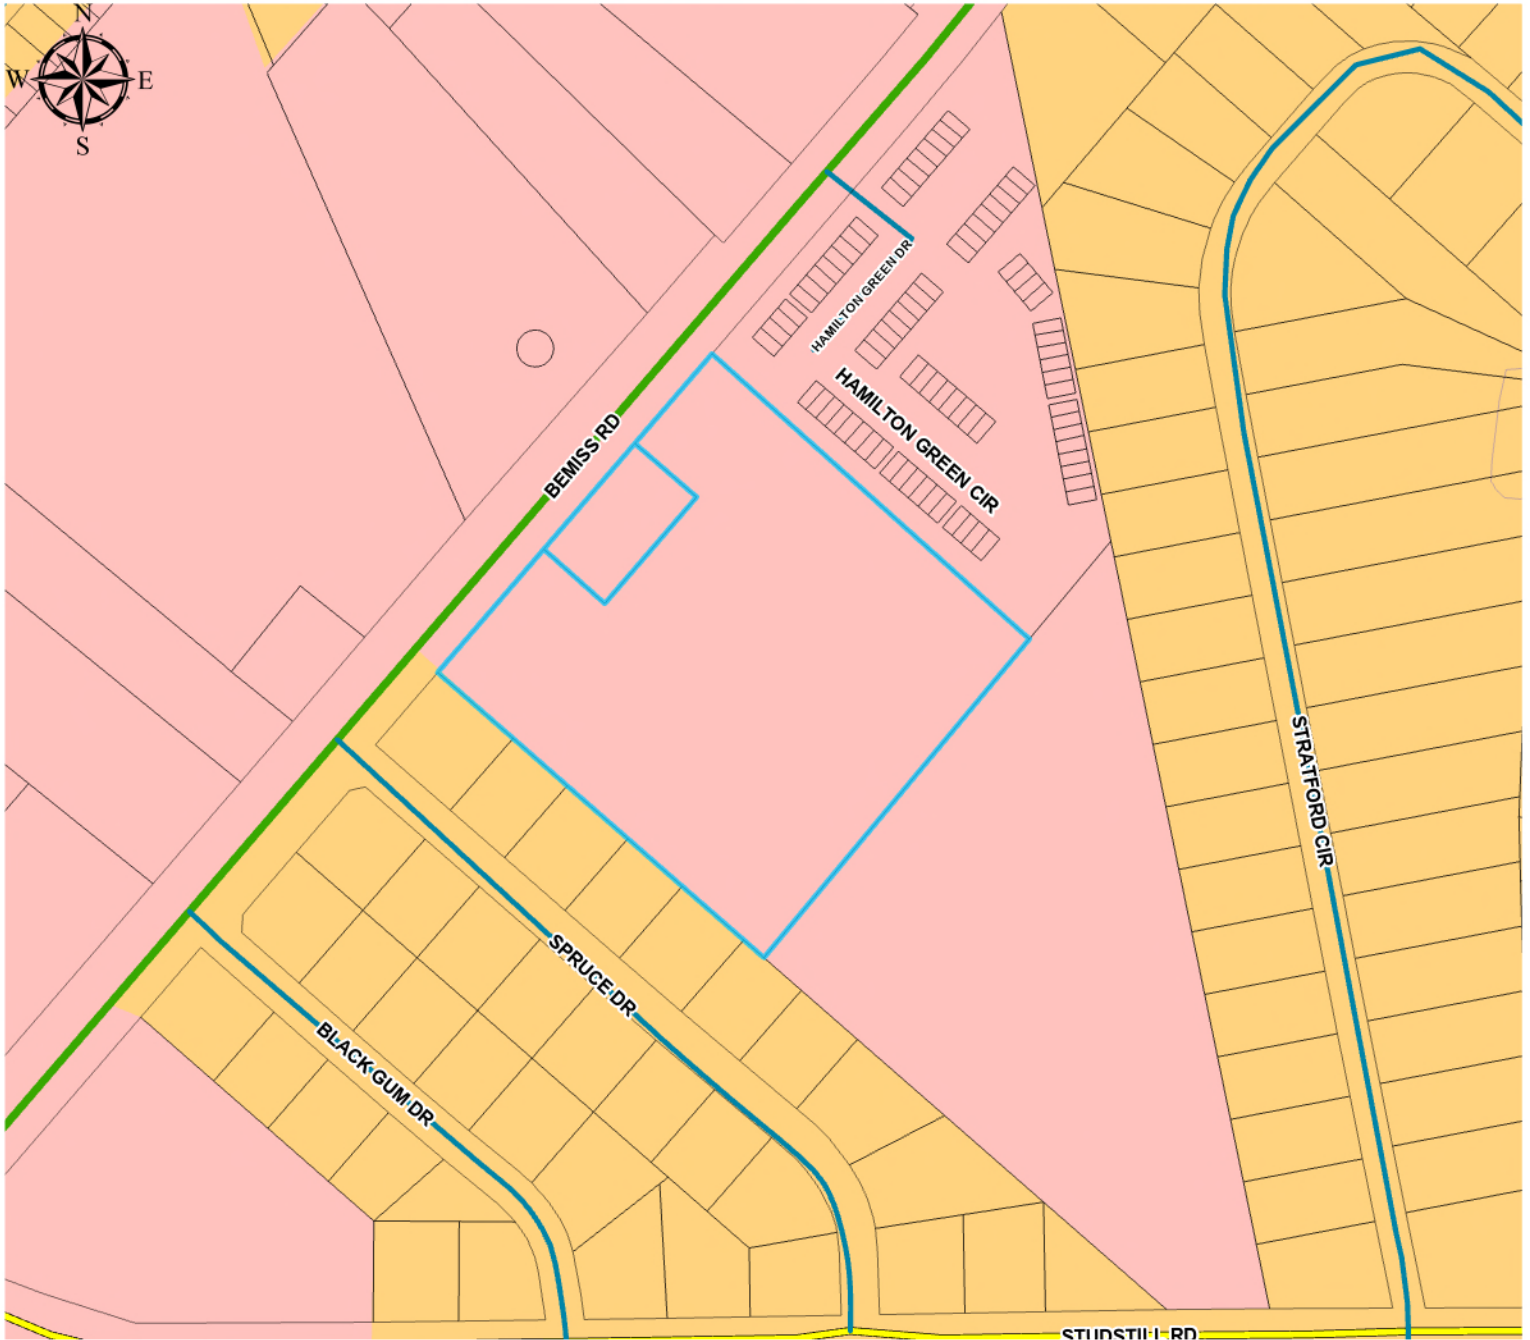 N
W E
S
HAMILTON GREEN DR
HAMILTON GREEN CIR
BEMISS RD
STRATFORD CIR
SPRUCE DR
BLACK GUM DR
STUDSTILL RD